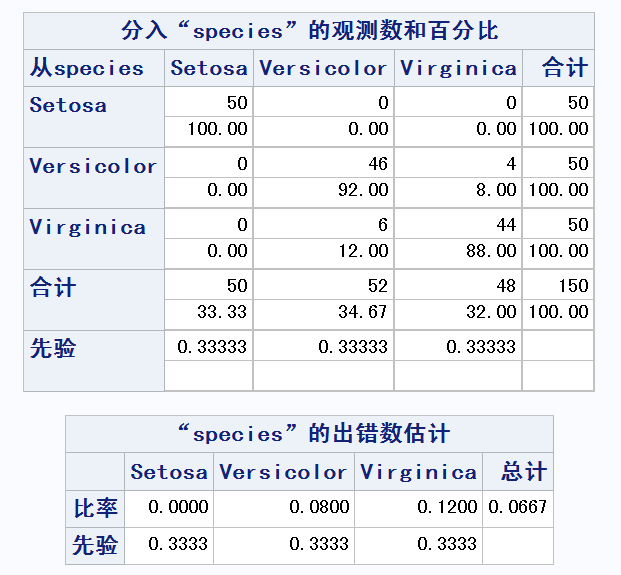 分入“species”的观测数和百分比
从species Setosa Versicolor Virginica 合计
Setosa 50 0 0 50
100.00 0.00 0.00 100.00
Versicolor 0 46 4 50
0.00 92.00 8.00 100.00
Virginica 0 6 44 50
0.00 12.00 88.00 100.00
合计 50 52 48 150
33.33 34.67 32.00 100.00
先验 0.33333 0.33333 0.33333
“species”的出错数估计
Setosa Versicolor Virginica 总计
比率 0.0000 0.0800 0.1200 0.0667
先验 0.3333 0.3333 0.3333